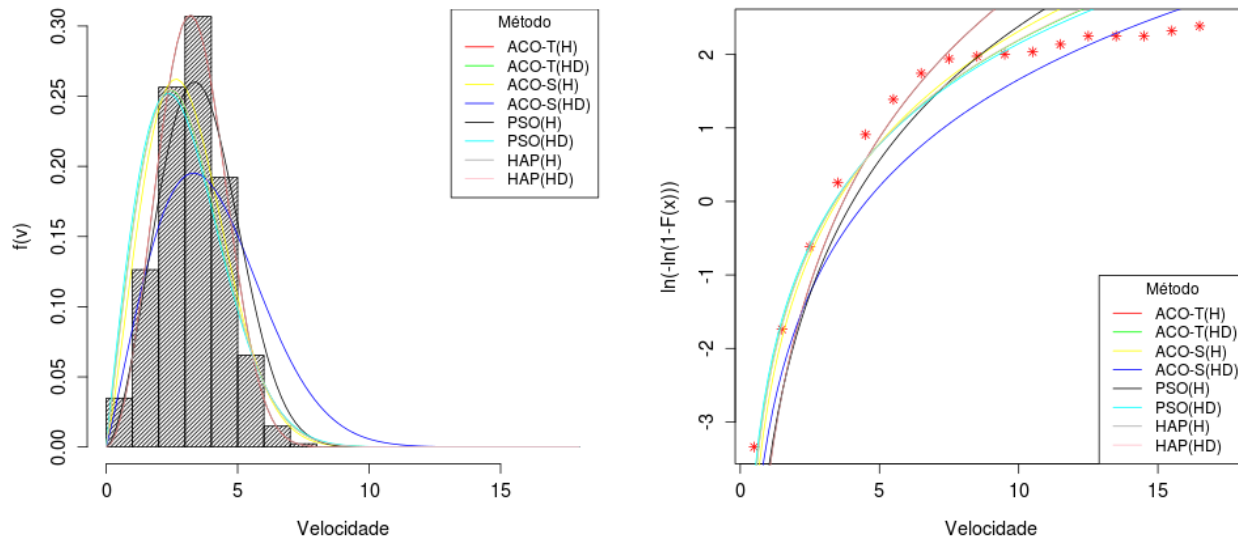 0.30
0.25
0.20
0.15
0.10
0.05
0.00
f(v)
0
5
10
15
Velocidade
Método
ACO-T(H)
ACO-T(HD)
ACO-S(H)
ACO-S(HD)
PSO(H)
PSO(HD)
HAP(H)
HAP(HD)
2
1
0
-1
-2
-3
ln(-ln(1-F(x)))
0
5
10
15
Velocidade
Método
ACO-T(H)
ACO-T(HD)
ACO-S(H)
ACO-S(HD)
PSO(H)
PSO(HD)
HAP(H)
HAP(HD)